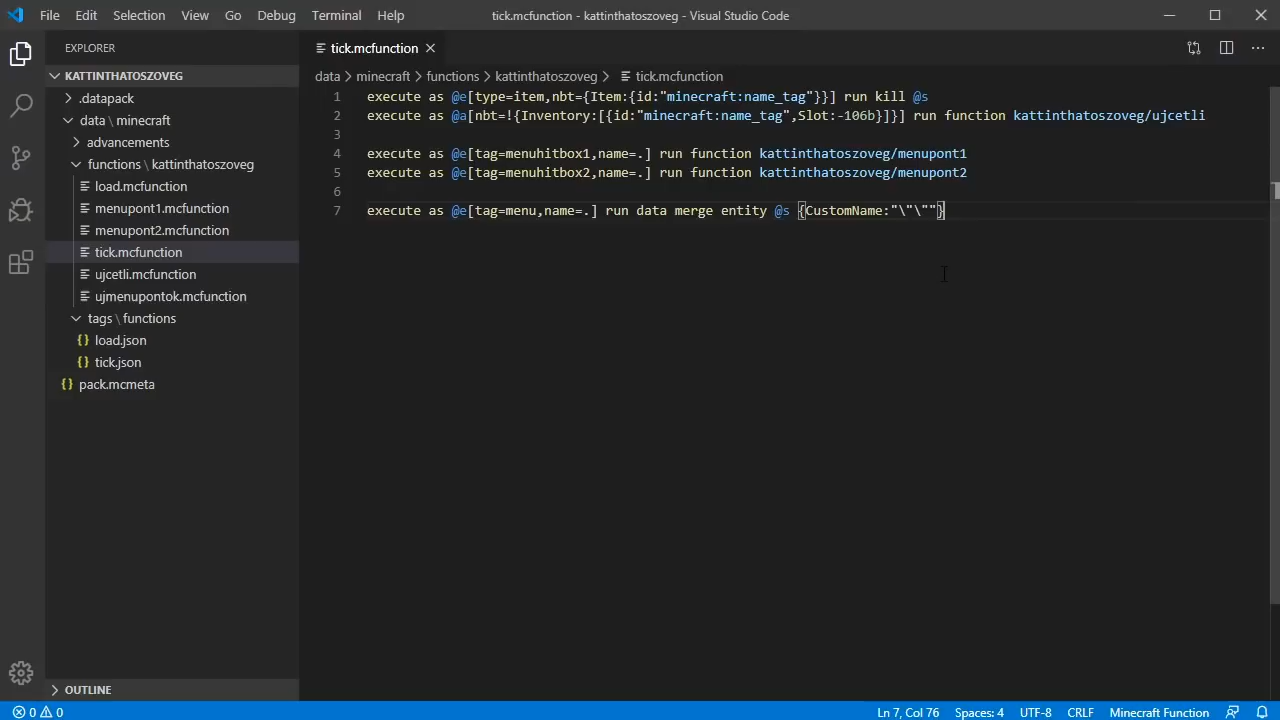 File Edit Selection View Go Debug Terminal Help tick.mcfunction - kattinthatoszoveg - Visual Studio Code
EXPLORER
KATTINTHATOSZOVEG
.datapack
data \ minecraft
advancements
functions \ kattinthatoszoveg
load.mcfunction
menupont1.mcfunction
menupont2.mcfunction
tick.mcfunction
ujcetli.mcfunction
ujmenupontok.mcfunction
tags \ functions
{} load.json
{} tick.json
{} pack.mcmeta
OUTLINE
tick.mcfunction
data > minecraft > functions > kattinthatoszoveg > tick.mcfunction
1 execute as @e[type=item,nbt={Item:{id:"minecraft:name_tag"}}] run kill @s
2 execute as @a[nbt=!{Inventory:[{id:"minecraft:name_tag",Slot:-106b}]}] run function kattinthatoszoveg/ujcetli
3
4 execute as @e[tag=menuhitbox1,name=.] run function kattinthatoszoveg/menupont1
5 execute as @e[tag=menuhitbox2,name=.] run function kattinthatoszoveg/menupont2
6
7 execute as @e[tag=menu,name=.] run data merge entity @s {CustomName:"\"\""}
0 0 Ln 7, Col 76 Spaces: 4 UTF-8 CRLF Minecraft Function